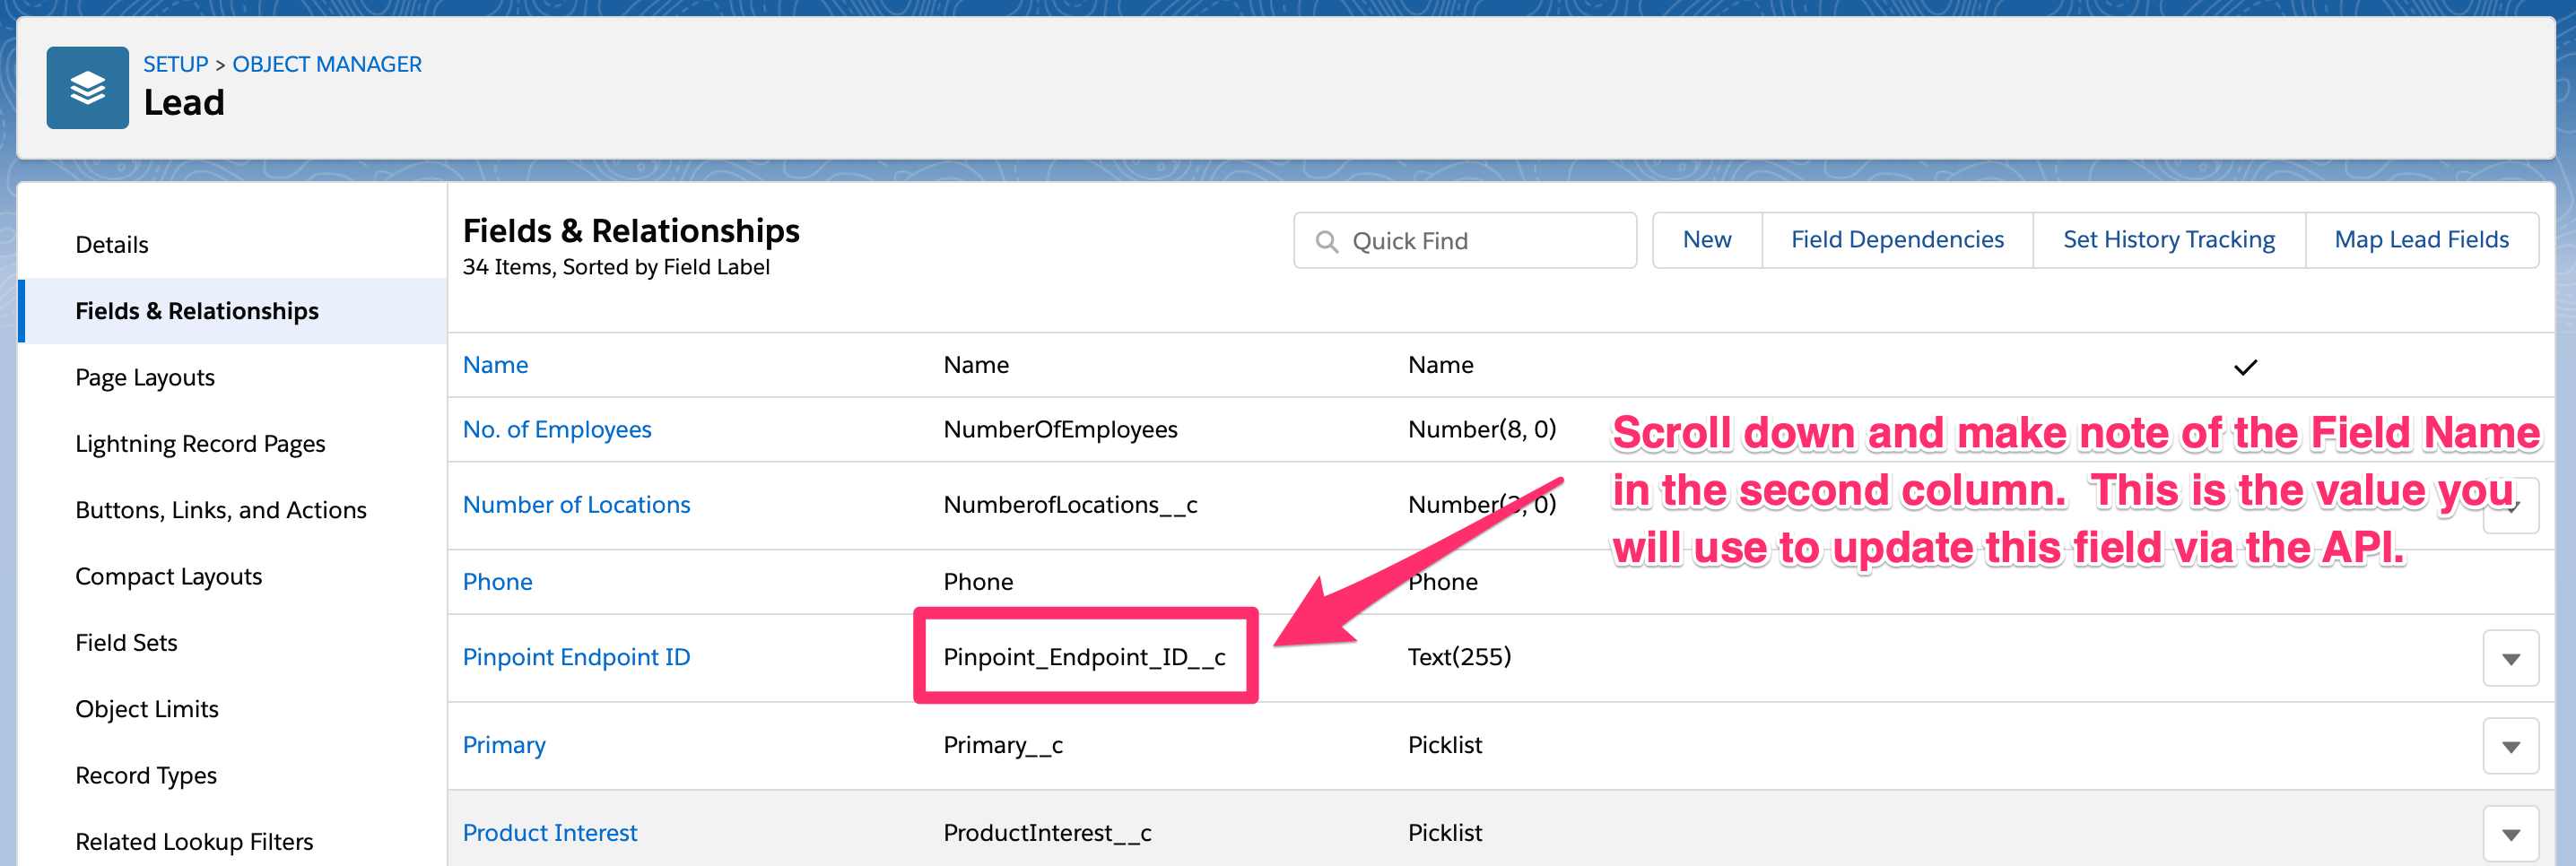 SETUP > OBJECT MANAGER
Lead
Details
Fields & Relationships
Page Layouts
Lightning Record Pages
Buttons, Links, and Actions
Compact Layouts
Field Sets
Object Limits
Record Types
Related Lookup Filters
Fields & Relationships
34 Items, Sorted by Field Label
Quick Find
New
Field Dependencies
Set History Tracking
Map Lead Fields
Name Name Name
No. of Employees NumberOfEmployees Number(8, 0)
Number of Locations NumberofLocations__c Number(3, 0)
Phone Phone Phone
Pinpoint Endpoint ID Pinpoint_Endpoint_ID__c Text(255)
Primary Primary__c Picklist
Product Interest ProductInterest__c Picklist
Scroll down and make note of the Field Name
in the second column. This is the value you
will use to update this field via the API.